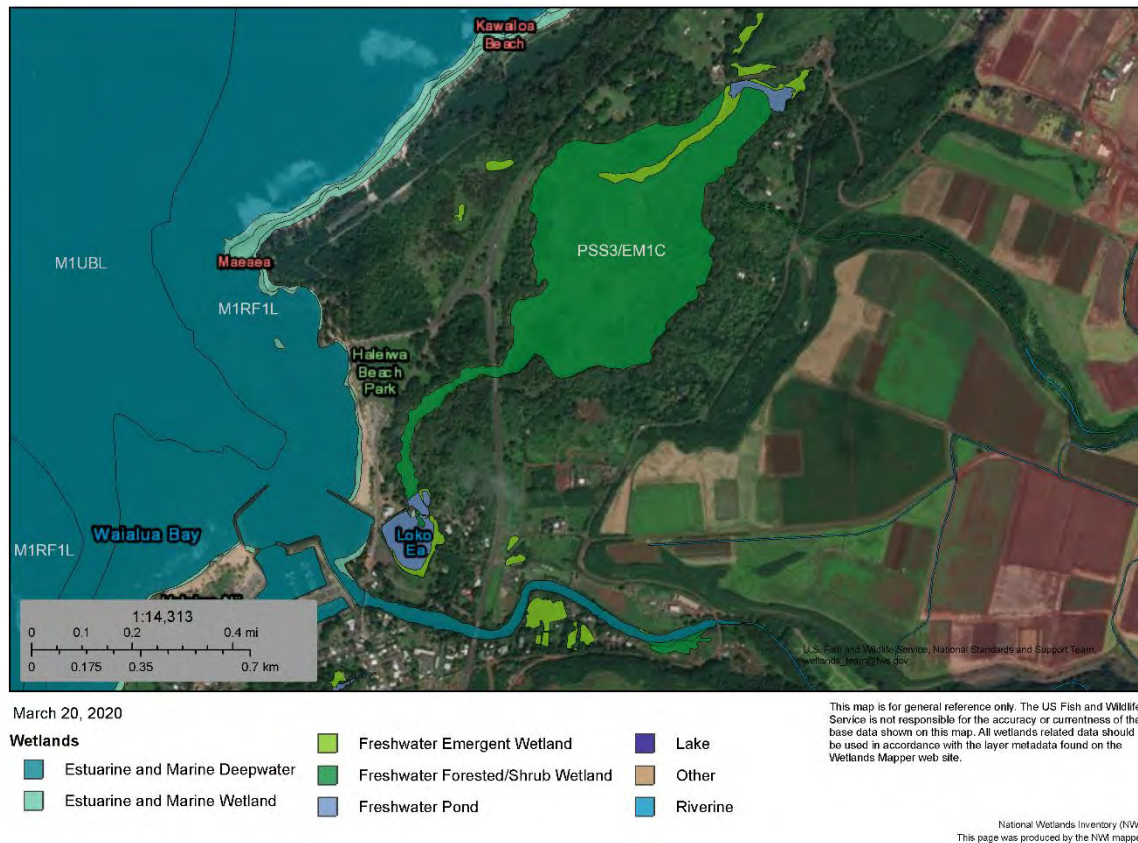 Kawailoa
Beach
M1UBL
Maeaea
M1RF1L
PSS3/EM1C
Haleiwa
Beach
Park
Waialua Bay
Loko
Ea
M1RF1L
1:14,313
0 0.1 0.2 0.4 mi
0 0.175 0.35 0.7 km
U.S. Fish and Wildlife Service, National Standards and Support Team,
wetlands_team@fws.gov
March 20, 2020
Wetlands
Estuarine and Marine Deepwater
Estuarine and Marine Wetland
Freshwater Emergent Wetland
Freshwater Forested/Shrub Wetland
Freshwater Pond
Lake
Other
Riverine
This map is for general reference only. The US Fish and Wildlife
Service is not responsible for the accuracy or currentness of the
base data shown on this map. All wetlands related data should
be used in accordance with the layer metadata found on the
Wetlands Mapper web site.
National Wetlands Inventory (NW
This page was produced by the NWI mappe